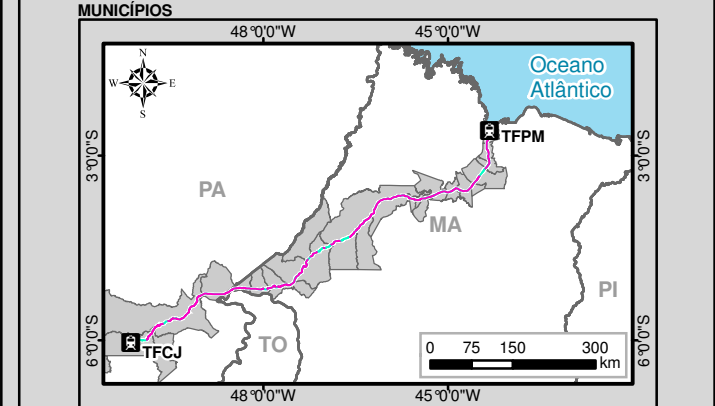 MUNICÍPIOS
48°0'0"W
45°0'0"W
N
W
E
S
Oceano
Atlântico
TFPM
3°0'0"S
3°0'0"S
PA
MA
PI
TO
TFCJ
6°0'0"S
6°0'0"S
0 75 150 300
km
48°0'0"W
45°0'0"W